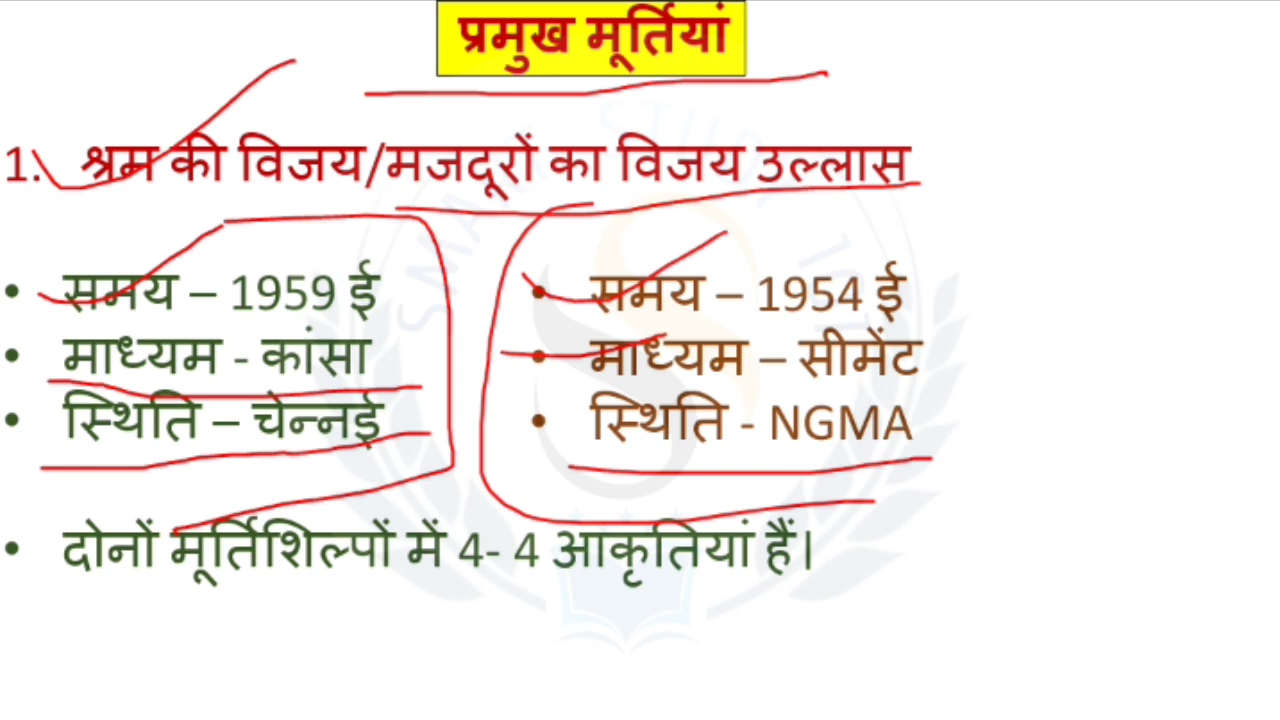 प्रमुख मूर्तियां
1. श्रम की विजय/मजदूरों का विजय उल्लास
• समय – 1959 ई
• माध्यम - कांसा
• स्थिति – चेन्नई
• समय – 1954 ई
• माध्यम – सीमेंट
• स्थिति - NGMA
• दोनों मूर्तिशिल्पों में 4- 4 आकृतियां हैं।